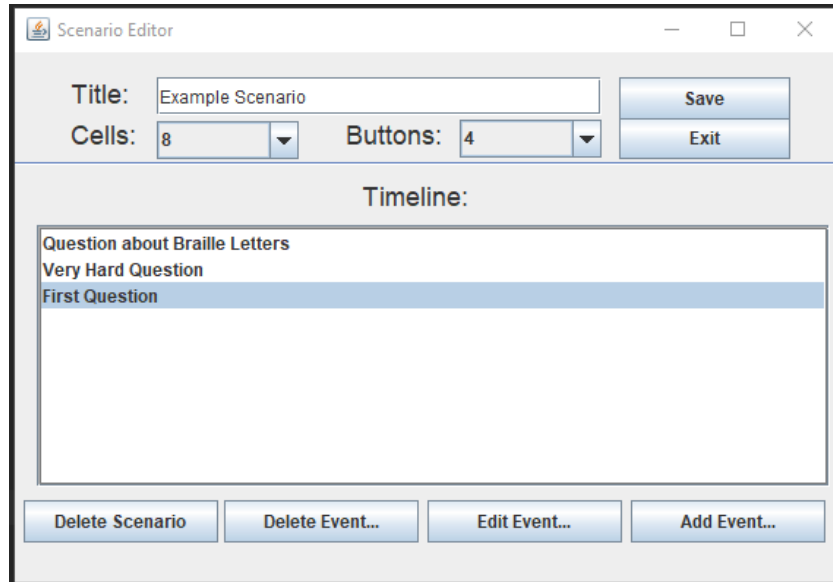 Scenario Editor
Title: Example Scenario Save
Cells: 8 Buttons: 4 Exit
Timeline:
Question about Braille Letters
Very Hard Question
First Question
Delete Scenario Delete Event... Edit Event... Add Event...